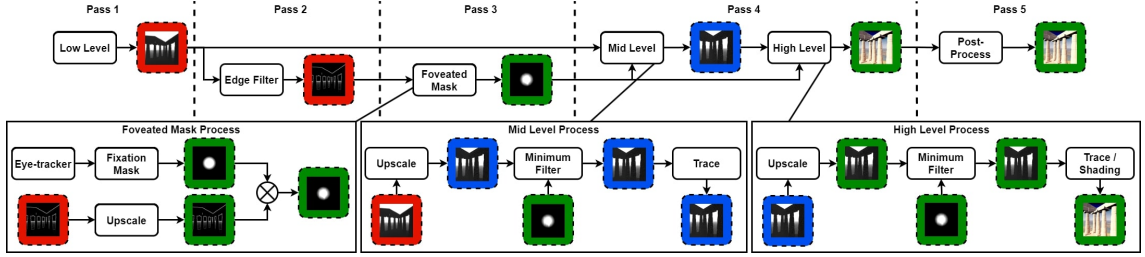 Pass 1
Pass 2
Pass 3
Pass 4
Pass 5
Low Level
Edge Filter
Foveated
Mask
Mid Level
High Level
Post-
Process
Foveated Mask Process
Eye-tracker
Fixation
Mask
Upscale
Mid Level Process
Upscale
Minimum
Filter
Trace
High Level Process
Upscale
Minimum
Filter
Trace /
Shading